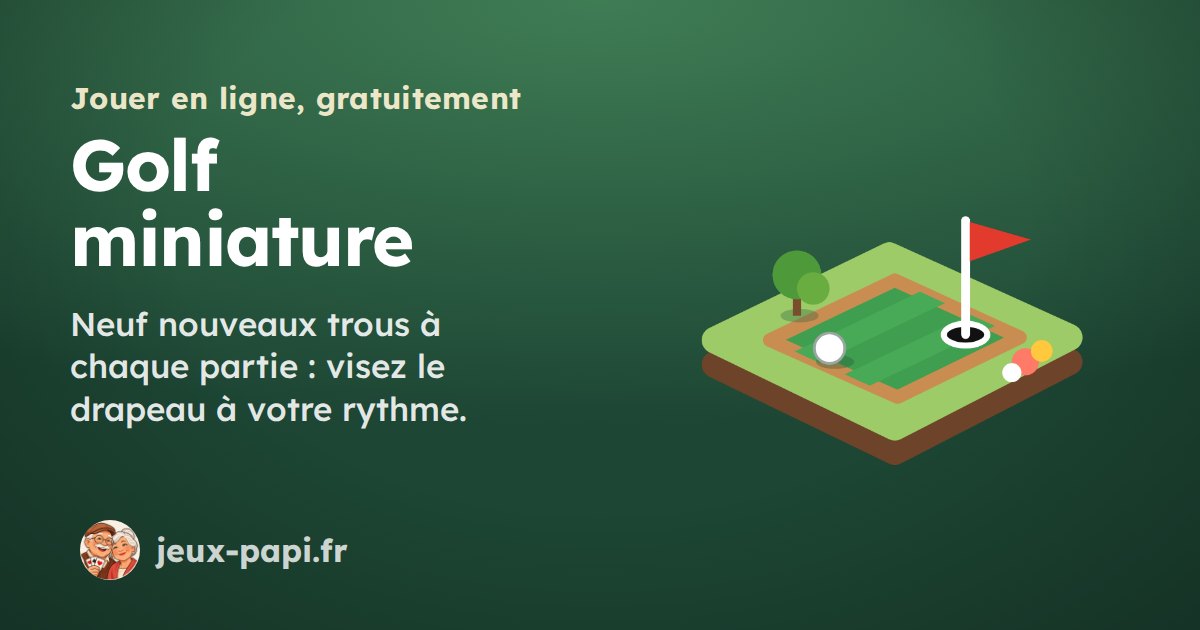 Jouer en ligne, gratuitement
Golf
miniature
Neuf nouveaux trous à
chaque partie : visez le
drapeau à votre rythme.
jeux-papi.fr